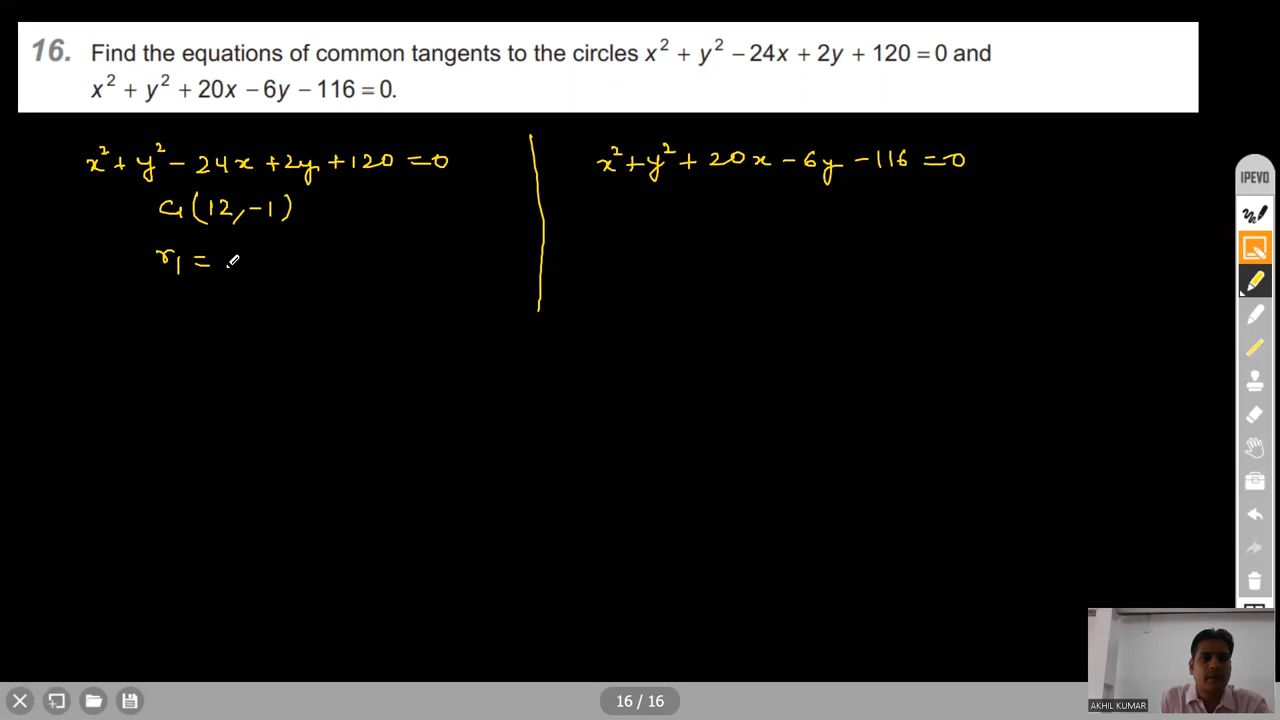 16. Find the equations of common tangents to the circles x² + y² − 24x + 2y + 120 = 0 and
x² + y² + 20x − 6y − 116 = 0.
x² + y² − 24x + 2y + 120 = 0
C₁ (12, −1)
r₁ =
x² + y² + 20x − 6y − 116 = 0
IPEVO
16 / 16
AKHIL KUMAR